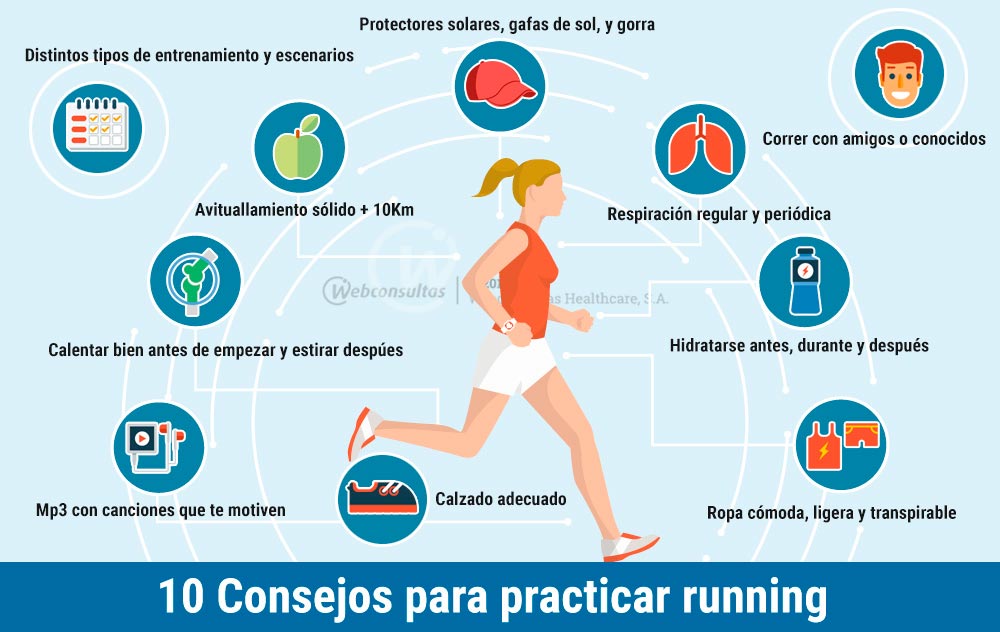 Protectores solares, gafas de sol, y gorra
Distintos tipos de entrenamiento y escenarios
Correr con amigos o conocidos
Avituallamiento sólido + 10Km
Respiración regular y periódica
Webconsultas
Healthcare, S.A.
Calentar bien antes de empezar y estirar despúes
Hidratarse antes, durante y después
Mp3 con canciones que te motiven
Calzado adecuado
Ropa cómoda, ligera y transpirable
10 Consejos para practicar running